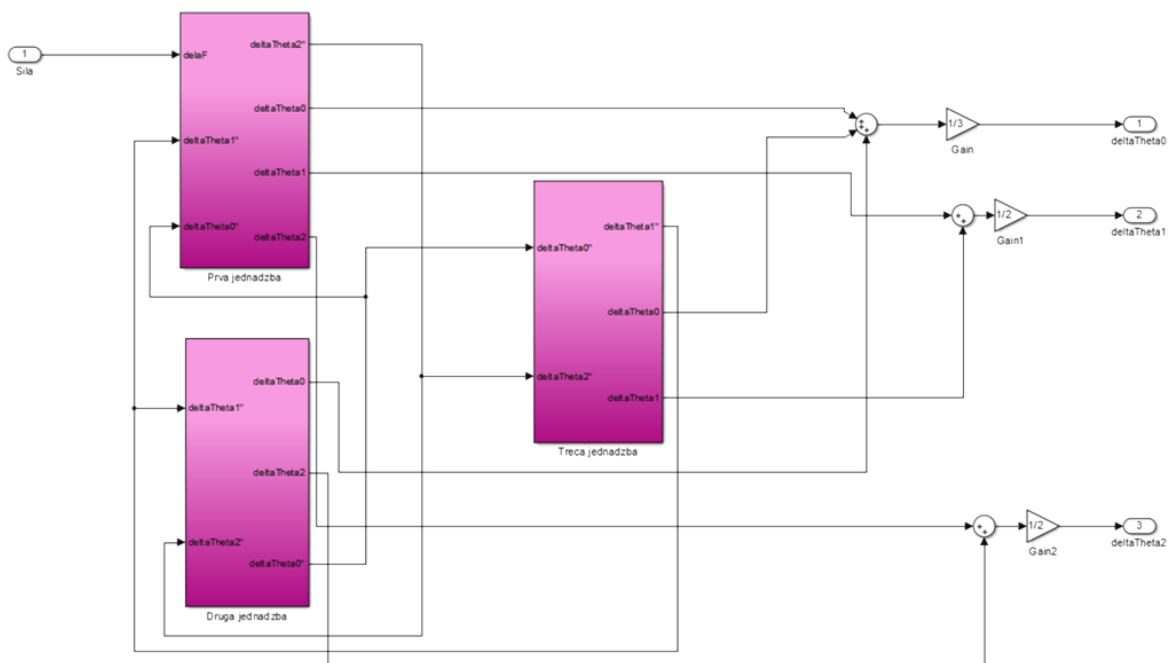 1
Sila
delaF
deltaTheta1"
deltaTheta0"
deltaTheta2"
deltaTheta0
deltaTheta1
deltaTheta2
Prva jednadzba
deltaTheta1"
deltaTheta2"
deltaTheta0
deltaTheta2
deltaTheta0"
Druga jednadzba
deltaTheta0"
deltaTheta2"
deltaTheta1"
deltaTheta0
deltaTheta1
Treca jednadzba
1/3
Gain
1
deltaTheta0
1/2
Gain1
2
deltaTheta1
1/2
Gain2
3
deltaTheta2